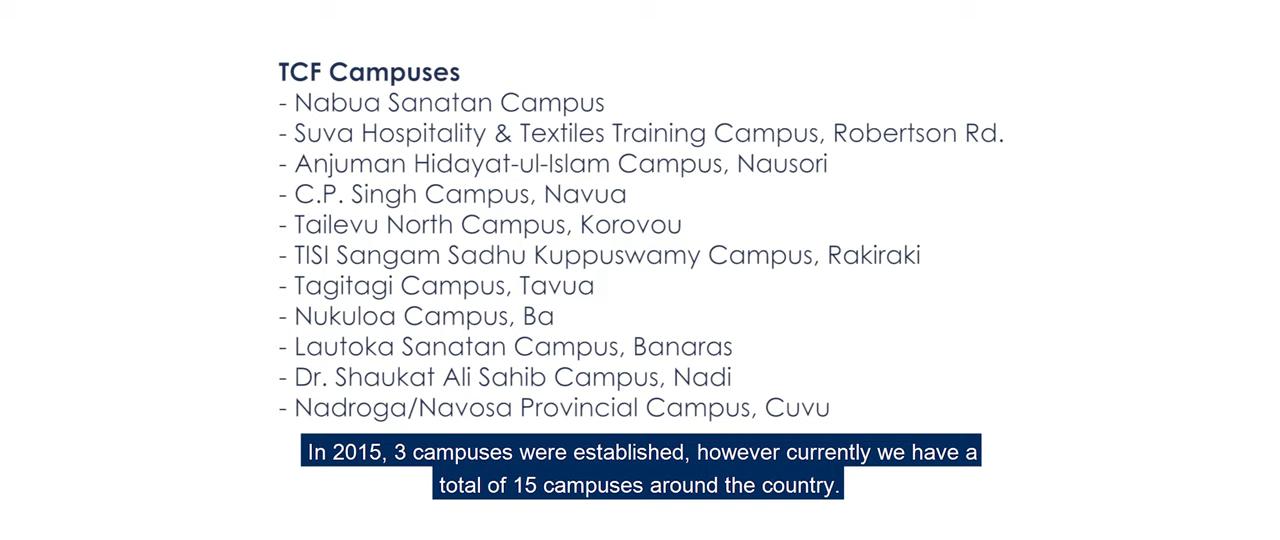 TCF Campuses
- Nabua Sanatan Campus
- Suva Hospitality & Textiles Training Campus, Robertson Rd.
- Anjuman Hidayat-ul-Islam Campus, Nausori
- C.P. Singh Campus, Navua
- Tailevu North Campus, Korovou
- TISI Sangam Sadhu Kuppuswamy Campus, Rakiraki
- Tagitagi Campus, Tavua
- Nukuloa Campus, Ba
- Lautoka Sanatan Campus, Banaras
- Dr. Shaukat Ali Sahib Campus, Nadi
- Nadroga/Navosa Provincial Campus, Cuvu
In 2015, 3 campuses were established, however currently we have a
total of 15 campuses around the country.